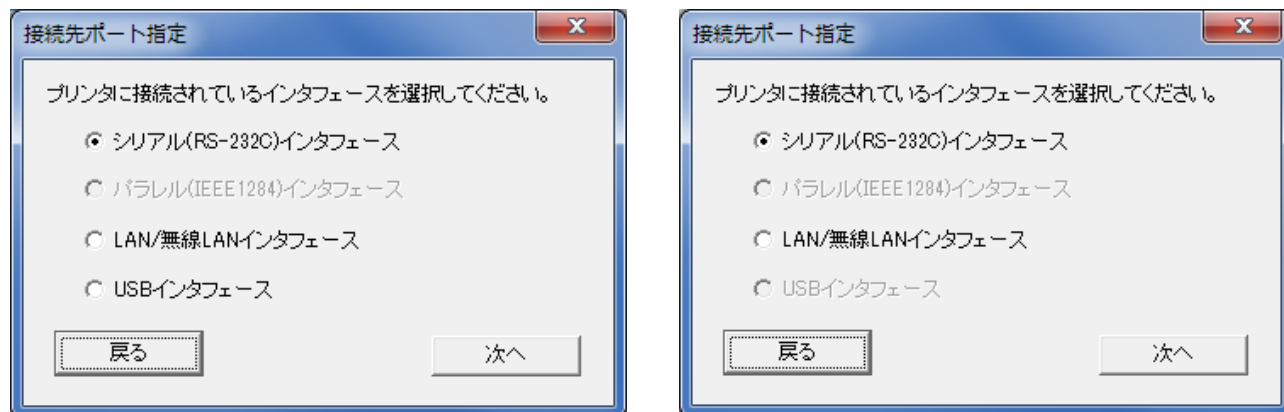 接続先ポート指定
プリンタに接続されているインタフェースを選択してください。
シリアル(RS-232C)インタフェース
パラレル(IEEE1284)インタフェース
LAN/無線LANインタフェース
USBインタフェース
戻る
次へ
接続先ポート指定
プリンタに接続されているインタフェースを選択してください。
シリアル(RS-232C)インタフェース
パラレル(IEEE1284)インタフェース
LAN/無線LANインタフェース
USBインタフェース
戻る
次へ